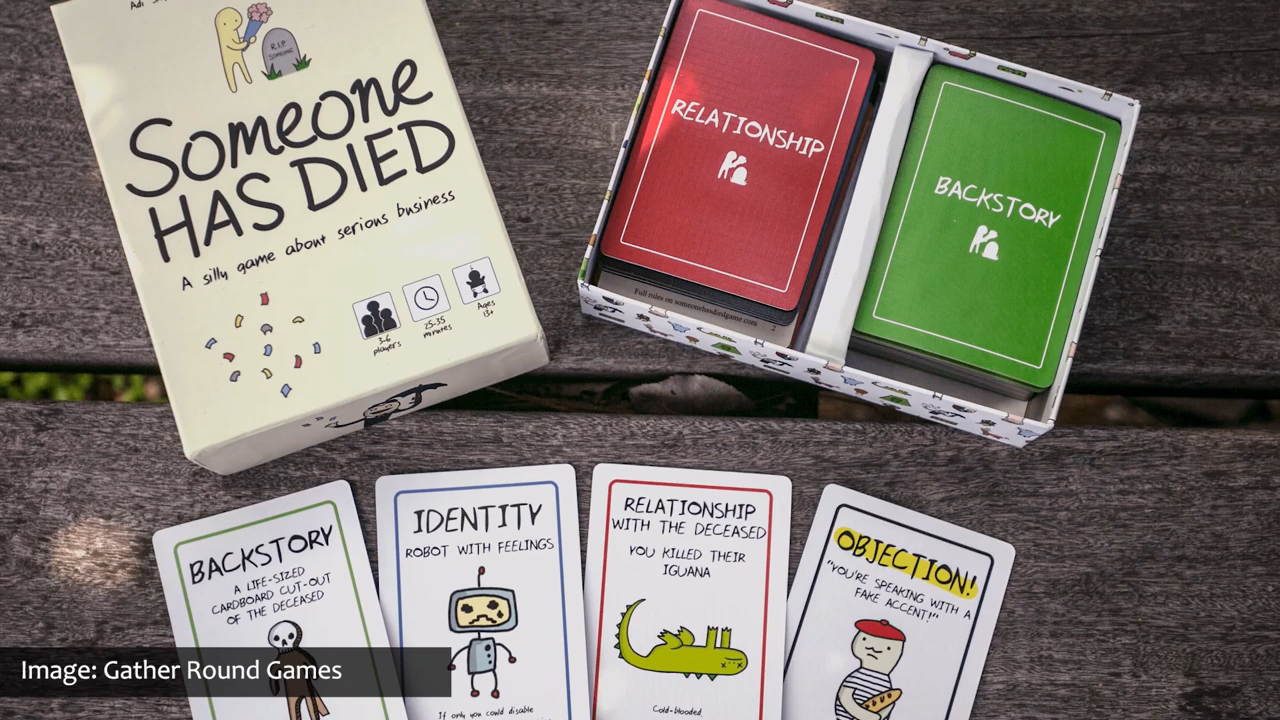 R.I.P.
SOMEONE
Someone
HAS DIED
A silly game about serious business
3-6
players
25-35
minutes
Ages
13+
RELATIONSHIP
Full rules on someonehasdiedgame.com
2
BACKSTORY
BACKSTORY
A LIFE-SIZED
CARDBOARD CUT-OUT
OF THE DECEASED
IDENTITY
ROBOT WITH FEELINGS
If only you could disable
RELATIONSHIP
WITH THE DECEASED
YOU KILLED THEIR
IGUANA
Cold-blooded.
OBJECTION!
"YOU'RE SPEAKING WITH A
FAKE ACCENT!"
Image: Gather Round Games